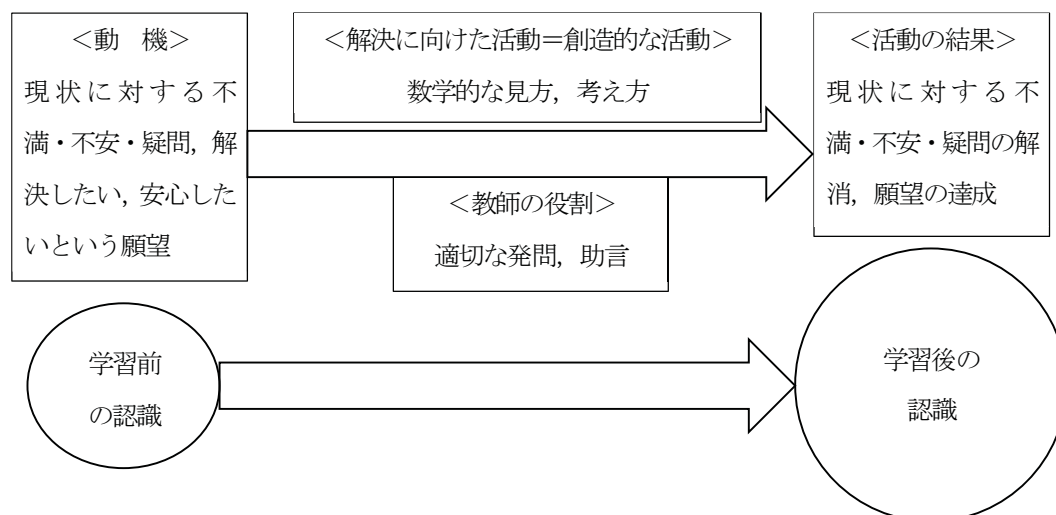 ＜動　機＞
現状に対する不
満・不安・疑問，解
決したい，安心した
いという願望
＜解決に向けた活動＝創造的な活動＞
数学的な見方，考え方
＜教師の役割＞
適切な発問，助言
＜活動の結果＞
現状に対する不
満・不安・疑問の解
消，願望の達成
学習前
の認識
学習後の
認識